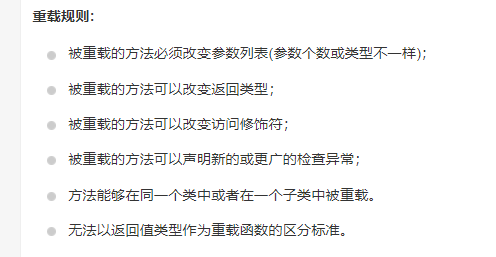 重载规则：
被重载的方法必须改变参数列表(参数个数或类型不一样)；
被重载的方法可以改变返回类型；
被重载的方法可以改变访问修饰符；
被重载的方法可以声明新的或更广的检查异常；
方法能够在同一个类中或者在一个子类中被重载。
无法以返回值类型作为重载函数的区分标准。